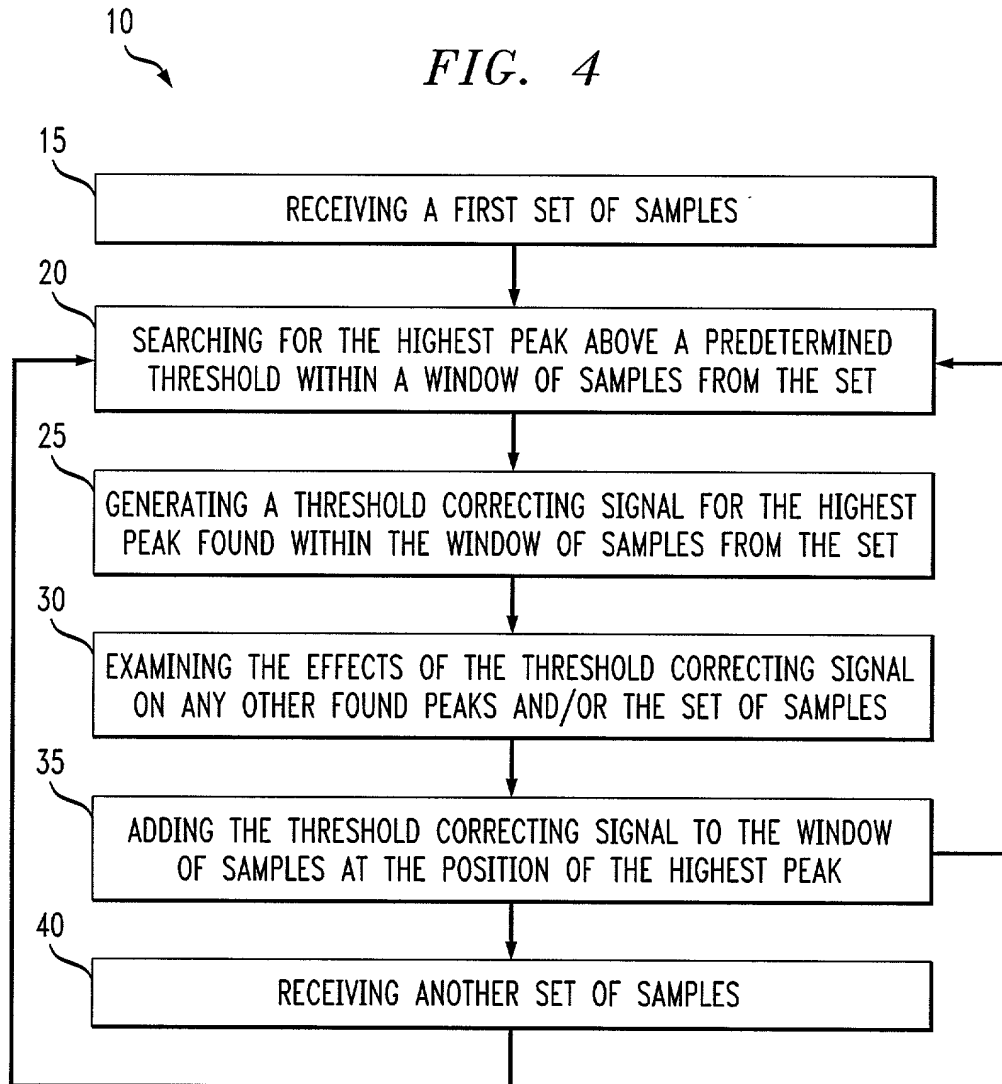 10
FIG. 4
15
RECEIVING A FIRST SET OF SAMPLES
20
SEARCHING FOR THE HIGHEST PEAK ABOVE A PREDETERMINED
THRESHOLD WITHIN A WINDOW OF SAMPLES FROM THE SET
25
GENERATING A THRESHOLD CORRECTING SIGNAL FOR THE HIGHEST
PEAK FOUND WITHIN THE WINDOW OF SAMPLES FROM THE SET
30
EXAMINING THE EFFECTS OF THE THRESHOLD CORRECTING SIGNAL
ON ANY OTHER FOUND PEAKS AND/OR THE SET OF SAMPLES
35
ADDING THE THRESHOLD CORRECTING SIGNAL TO THE WINDOW
OF SAMPLES AT THE POSITION OF THE HIGHEST PEAK
40
RECEIVING ANOTHER SET OF SAMPLES